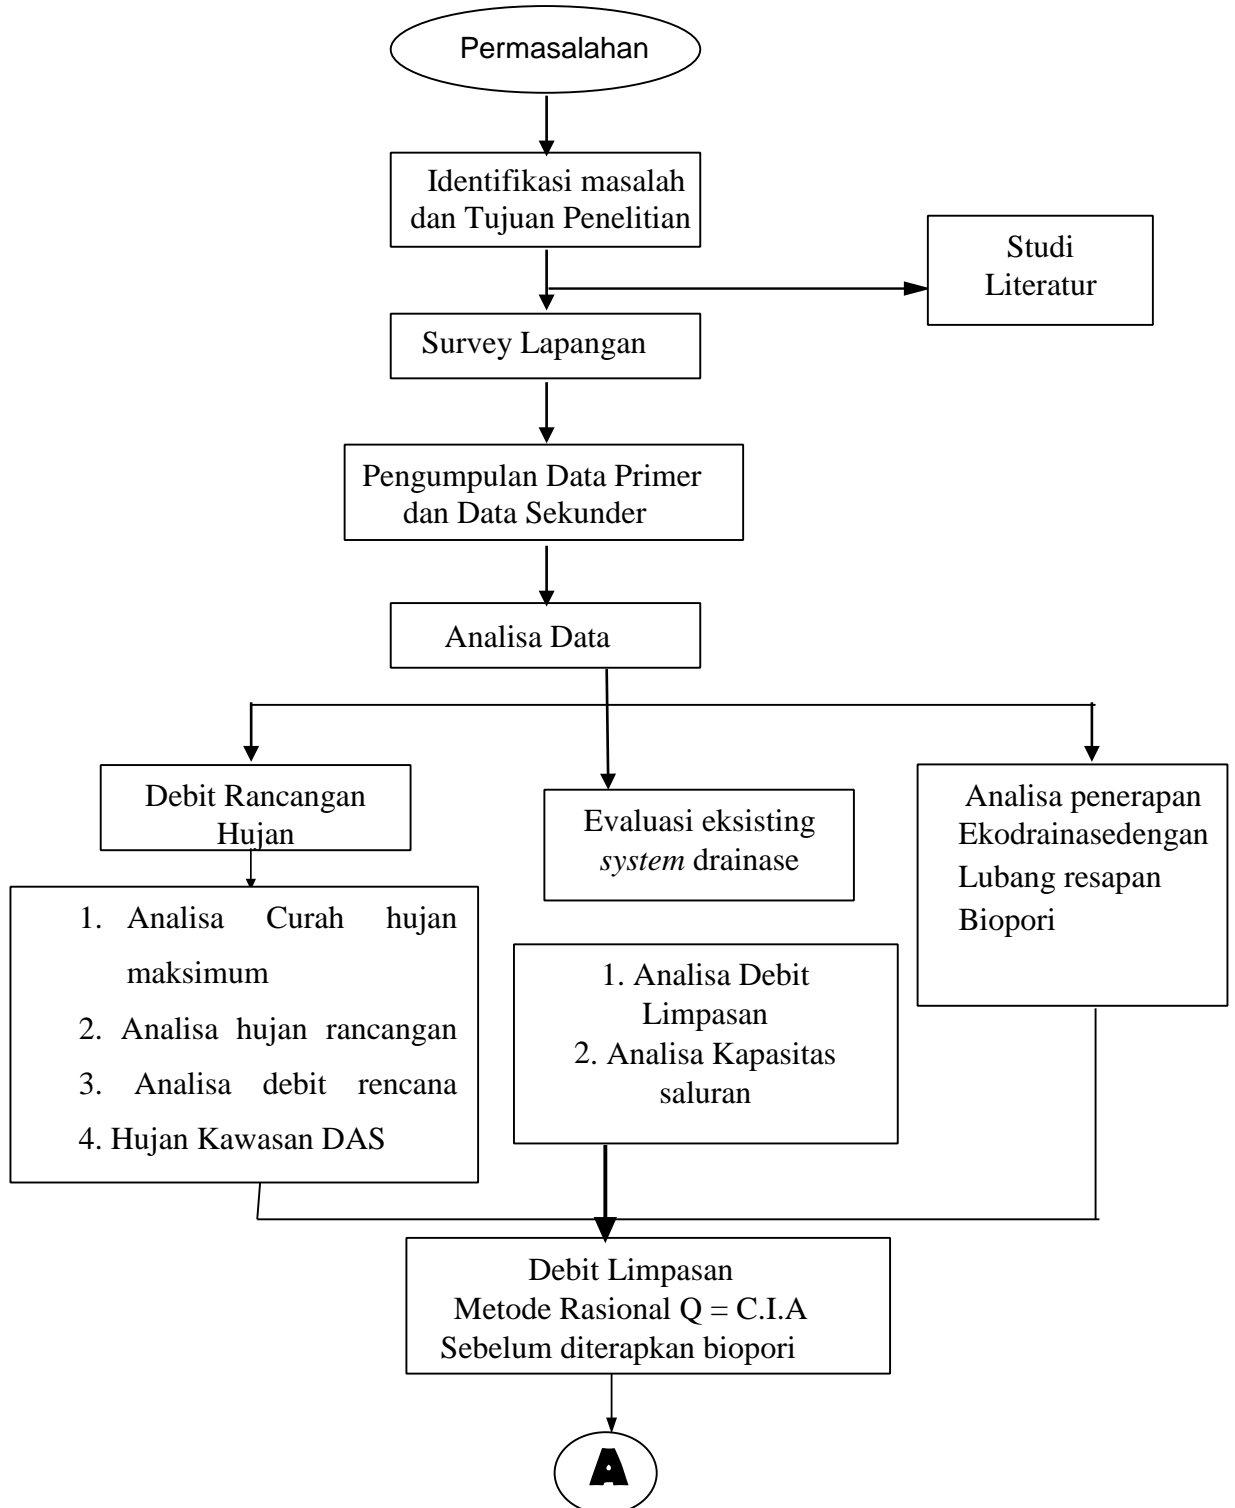 Permasalahan
Identifikasi masalah
dan Tujuan Penelitian
Studi
Literatur
Survey Lapangan
Pengumpulan Data Primer
dan Data Sekunder
Analisa Data
Debit Rancangan
Hujan
Evaluasi eksisting
system drainase
Analisa penerapan
Ekodrainasedengan
Lubang resapan
Biopori
1. Analisa Curah hujan
maksimum
2. Analisa hujan rancangan
3. Analisa debit rencana
4. Hujan Kawasan DAS
1. Analisa Debit
Limpasan
2. Analisa Kapasitas
saluran
Debit Limpasan
Metode Rasional Q = C.I.A
Sebelum diterapkan biopori
A